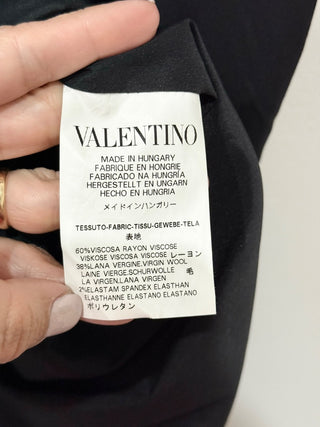 VALENTINO
MADE IN HUNGARY
FABRIQUE EN HONGRIE
FABRICADO NA HUNGRÍA
HERGESTELLT IN UNGARN
HECHO EN HUNGRIA
メイドインハンガリー
TESSUTO-FABRIC-TISSU-GEWEBE-TELA
表地
60%VISCOSA RAYON VISCOSE
VISKOSE VISCOSA VISCOSE レーヨン
38%LANA VERGINE.VIRGIN WOOL
LAINE VIERGE.SCHURWOLLE 毛
LA VIRGEN.LANA VIRGEN
2%ELASTAM SPANDEX ELASTHAN
ELASTHANNE ELASTANO ELASTANO
ポリウレタン